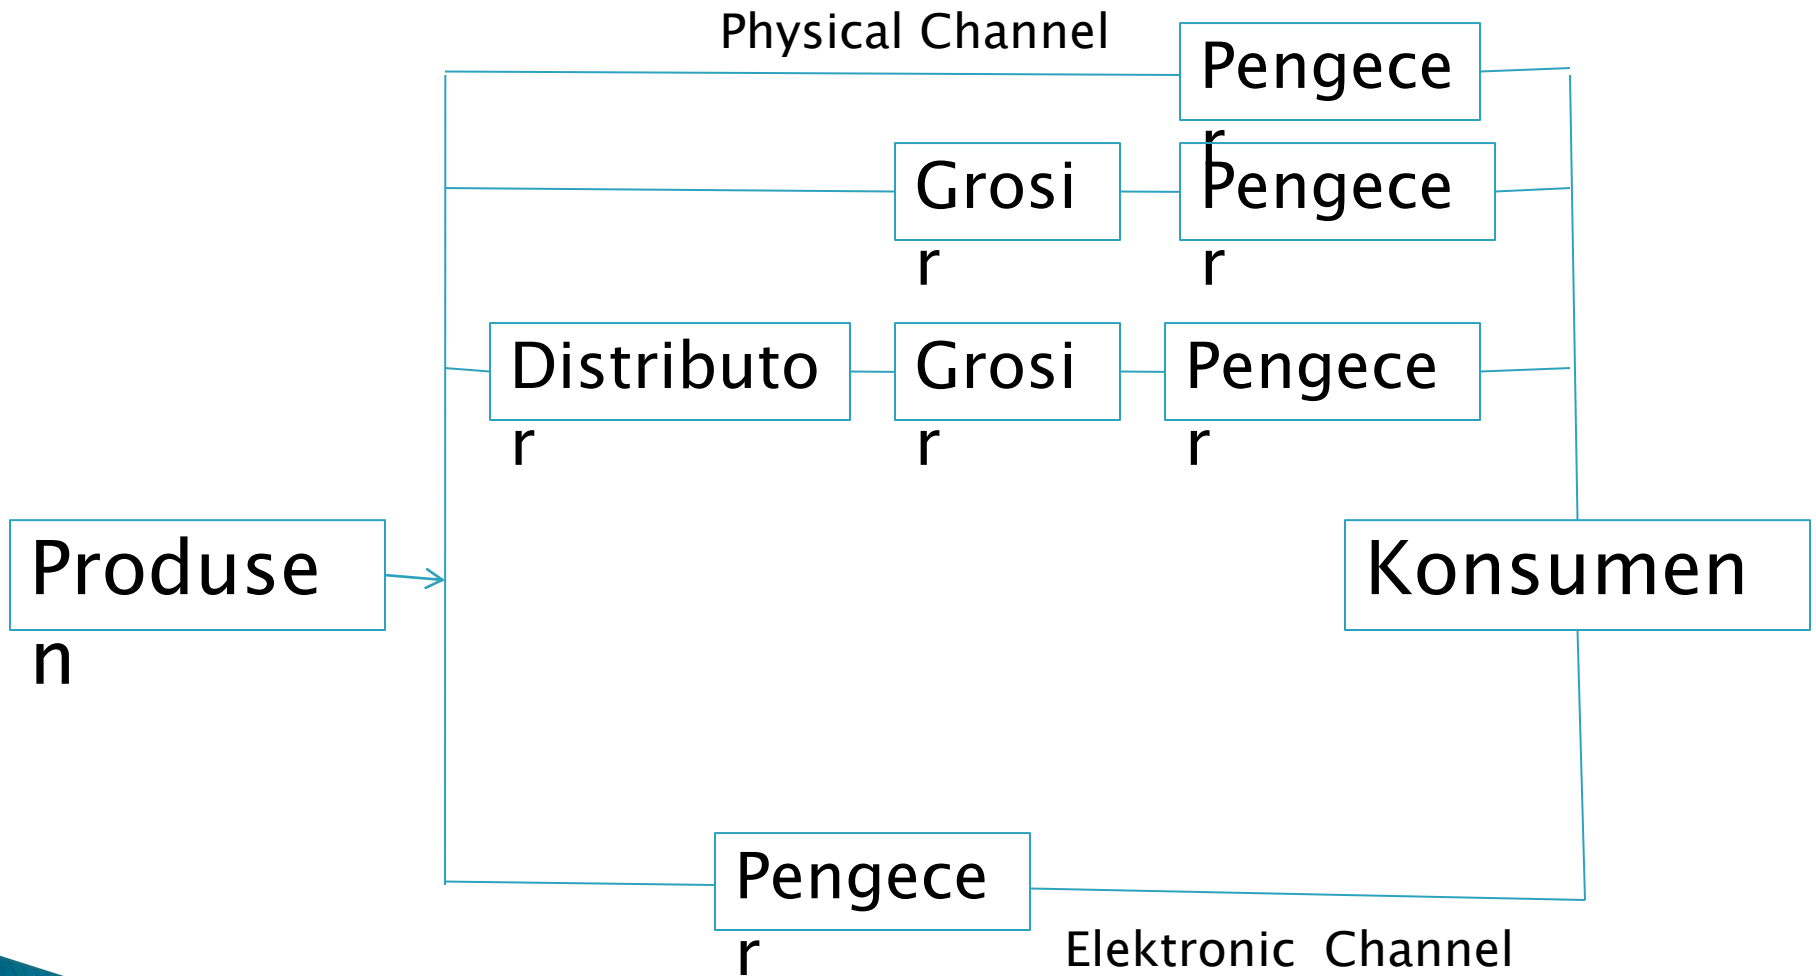 Physical Channel
Pengece
r
Grosi
r
Pengece
r
Distributo
r
Grosi
r
Pengece
r
Produse
n
Konsumen
Pengece
r
Elektronic Channel